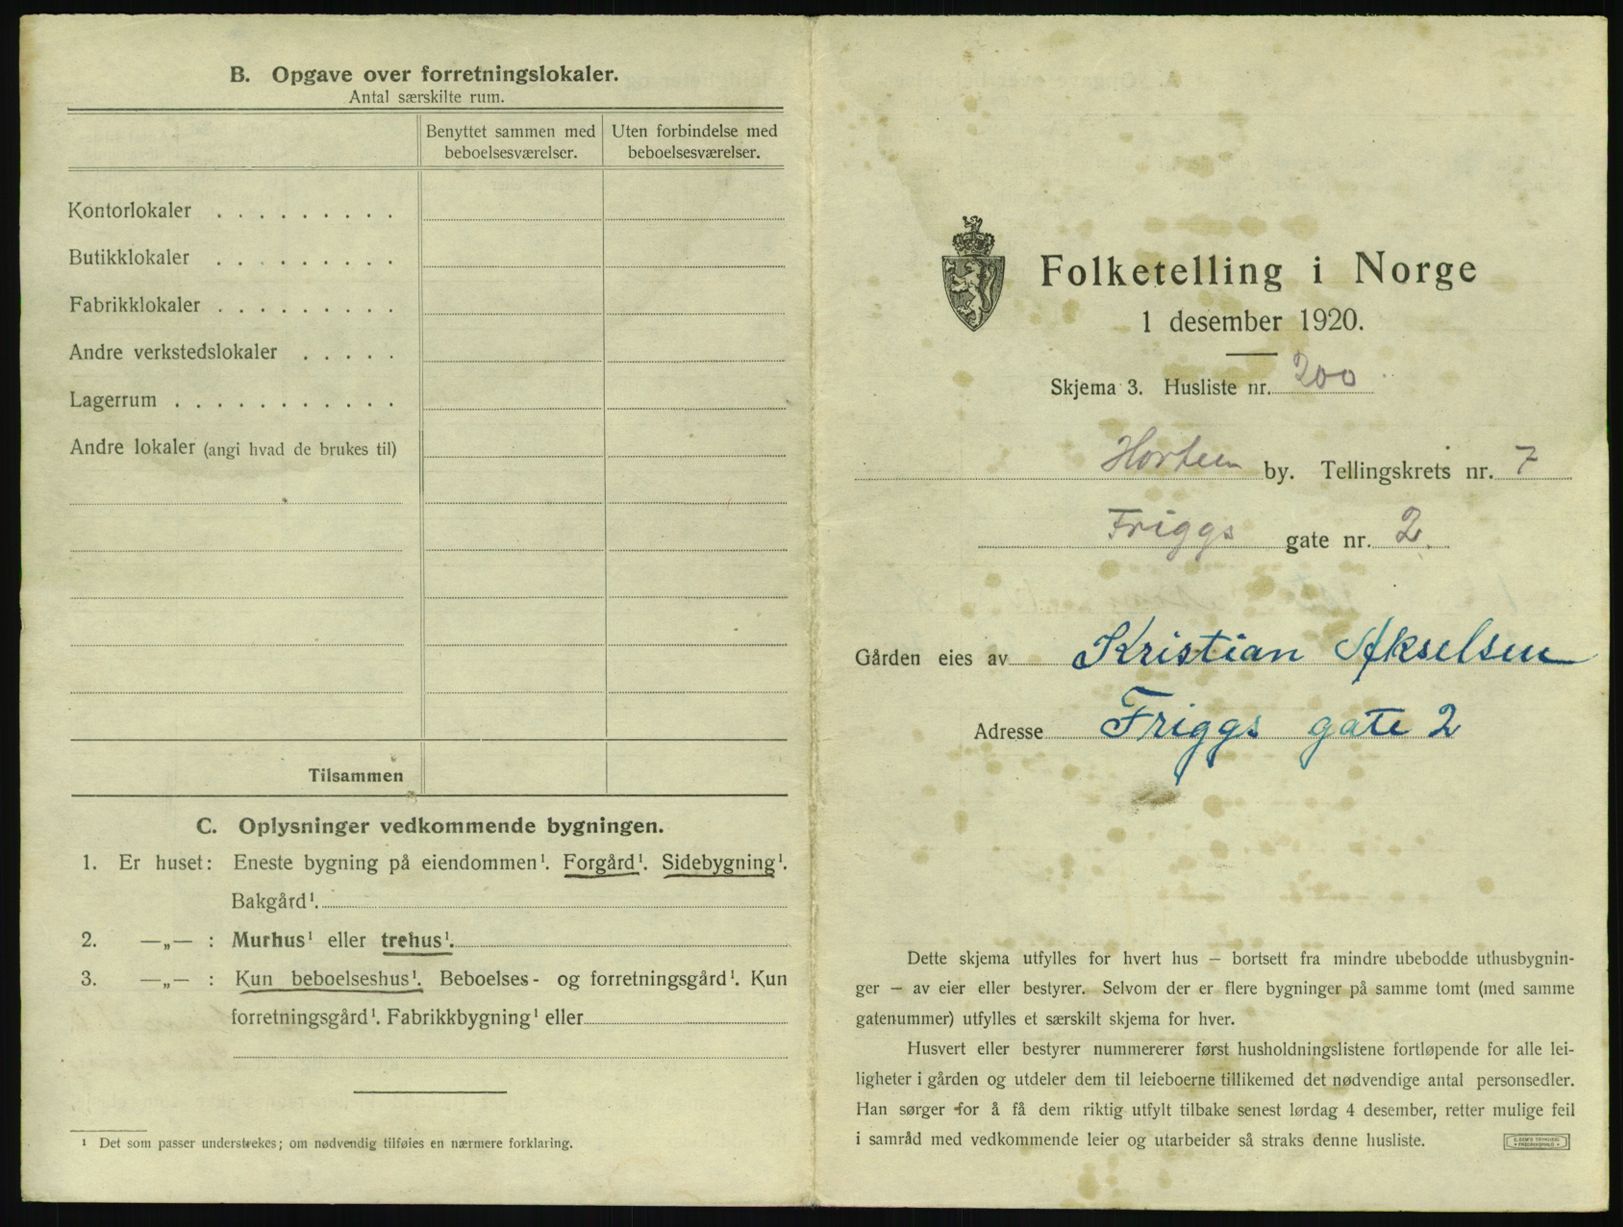 B. Opgave over forretningslokaler.
Antal særskilte rum.
Benyttet sammen med beboelsesværelser.
Uten forbindelse med beboelsesværelser.
Kontorlokaler . . . . . . . . .
Butikklokaler . . . . . . . . .
Fabrikklokaler . . . . . . . . .
Andre verkstedslokaler . . . . .
Lagerrum . . . . . . . . . . .
Andre lokaler (angi hvad de brukes til)
Tilsammen
C. Oplysninger vedkommende bygningen.
1. Er huset: Eneste bygning på eiendommen¹. Forgård¹. Sidebygning¹.
Bakgård¹.
2. —„— : Murhus¹ eller trehus¹.
3. —„— : Kun beboelseshus¹. Beboelses- og forretningsgård¹. Kun
forretningsgård¹. Fabrikkbygning¹ eller
¹ Det som passer understrekes; om nødvendig tilføies en nærmere forklaring.
Folketelling i Norge
1 desember 1920.
Skjema 3. Husliste nr. 200
Horten by. Tellingskrets nr. 7
Friggs gate nr. 2.
Gården eies av Kristian Akselsen
Adresse Friggs gate 2
Dette skjema utfylles for hvert hus — bortsett fra mindre ubebodde uthusbygnin-
ger — av eier eller bestyrer. Selvom der er flere bygninger på samme tomt (med samme
gatenummer) utfylles et særskilt skjema for hver.
Husvert eller bestyrer nummererer først husholdningslistene fortløpende for alle lei-
ligheter i gården og utdeler dem til leieboerne tillikemed det nødvendige antal personsedler.
Han sørger for å få dem riktig utfylt tilbake senest lørdag 4 desember, retter mulige feil
i samråd med vedkommende leier og utarbeider så straks denne husliste.